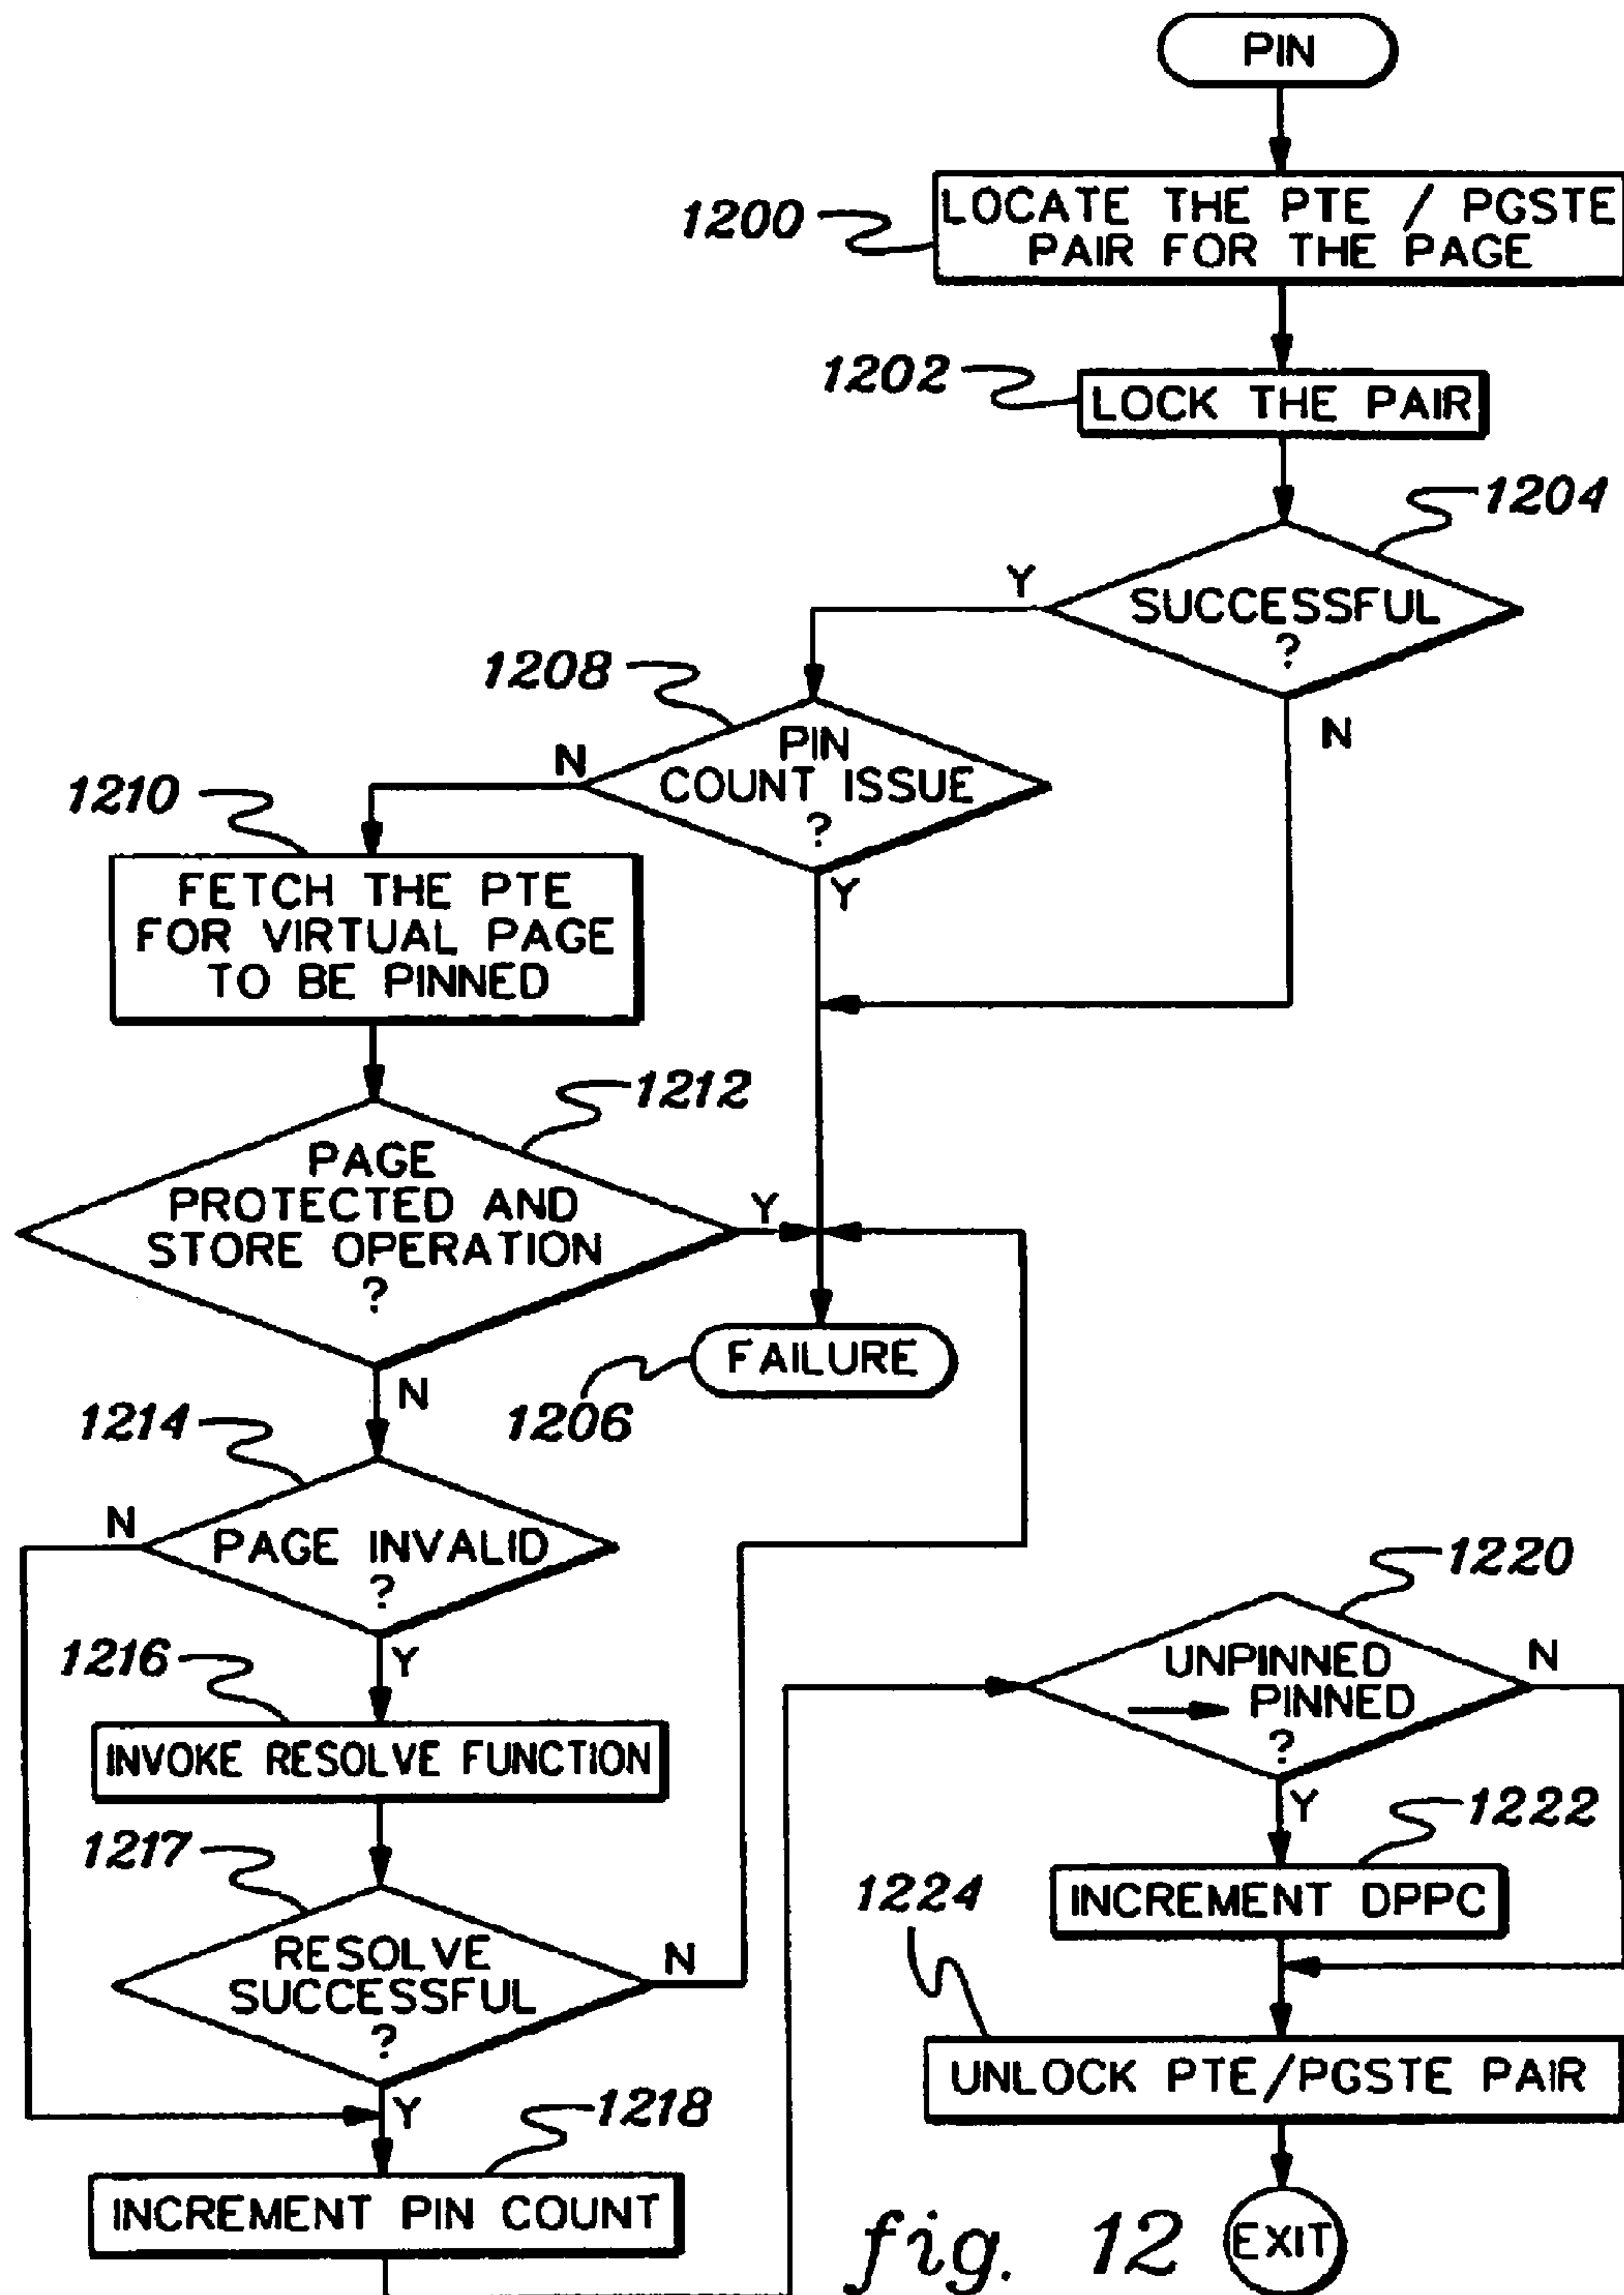 PIN
1200
LOCATE THE PTE / PGSTE
PAIR FOR THE PAGE
1202
LOCK THE PAIR
1204
SUCCESSFUL
?
Y
N
1208
PIN
COUNT ISSUE
?
N
Y
1210
FETCH THE PTE
FOR VIRTUAL PAGE
TO BE PINNED
1212
PAGE
PROTECTED AND
STORE OPERATION
?
Y
N
FAILURE
1206
1214
PAGE INVALID
?
N
Y
1216
INVOKE RESOLVE FUNCTION
1217
RESOLVE
SUCCESSFUL
?
N
Y
1218
INCREMENT PIN COUNT
1220
UNPINNED
PINNED
?
N
Y
1222
INCREMENT DPPC
1224
UNLOCK PTE/PGSTE PAIR
EXIT
fig. 12